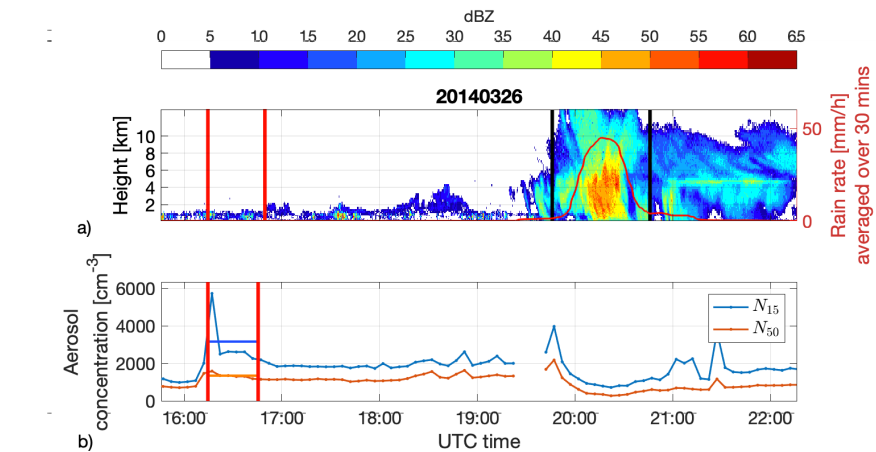 dBZ
0 5 10 15 20 25 30 35 40 45 50 55 60 65
20140326
Height [km]
10
8
6
4
2
50
0
Rain rate [mm/h]
averaged over 30 mins
a)
Aerosol
concentration [cm-3]
6000
4000
2000
0
N15
N50
16:00 17:00 18:00 19:00 20:00 21:00 22:00
UTC time
b)